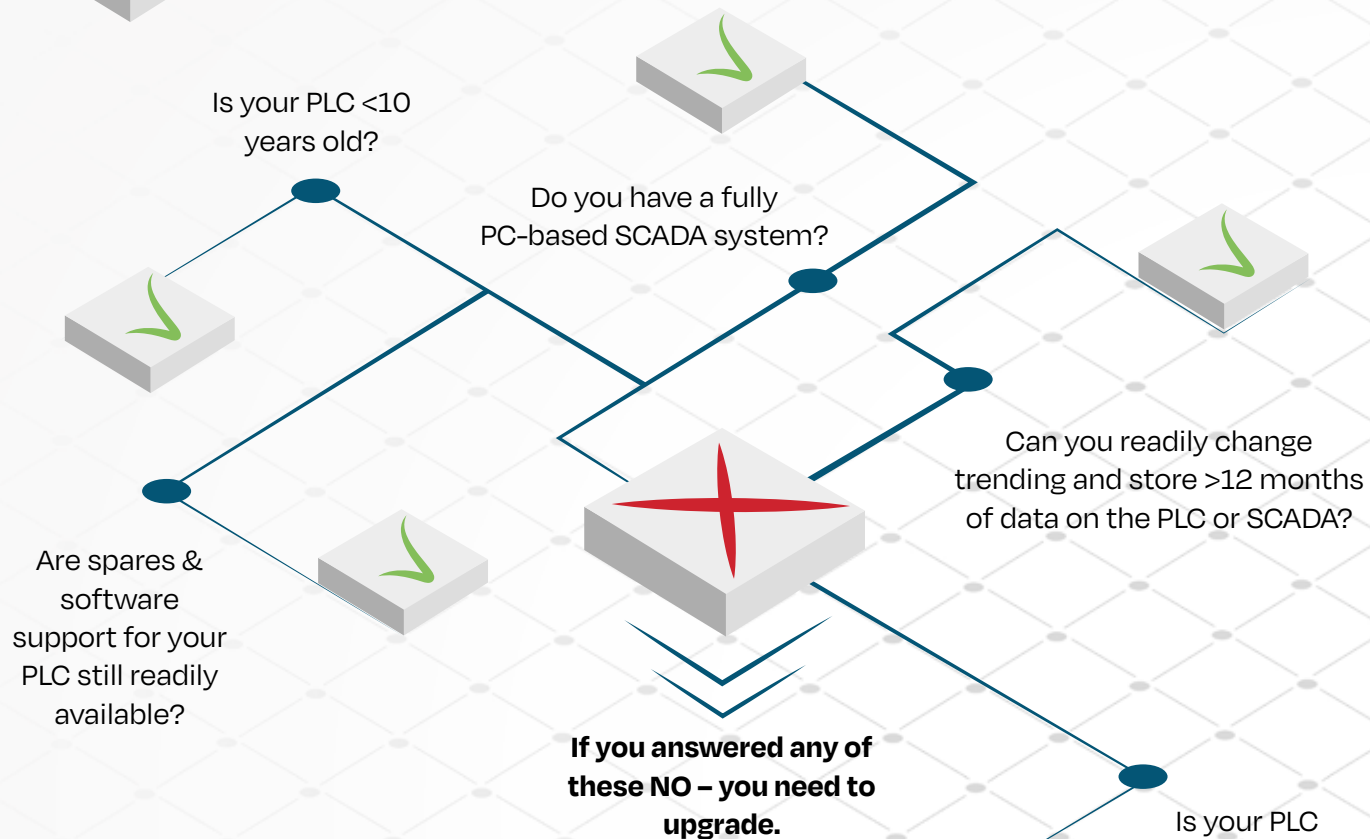 Is your PLC <10
years old?
Do you have a fully
PC-based SCADA system?
Can you readily change
trending and store >12 months
of data on the PLC or SCADA?
Are spares &
software
support for your
PLC still readily
available?
If you answered any of
these NO – you need to
upgrade.
Is your PLC